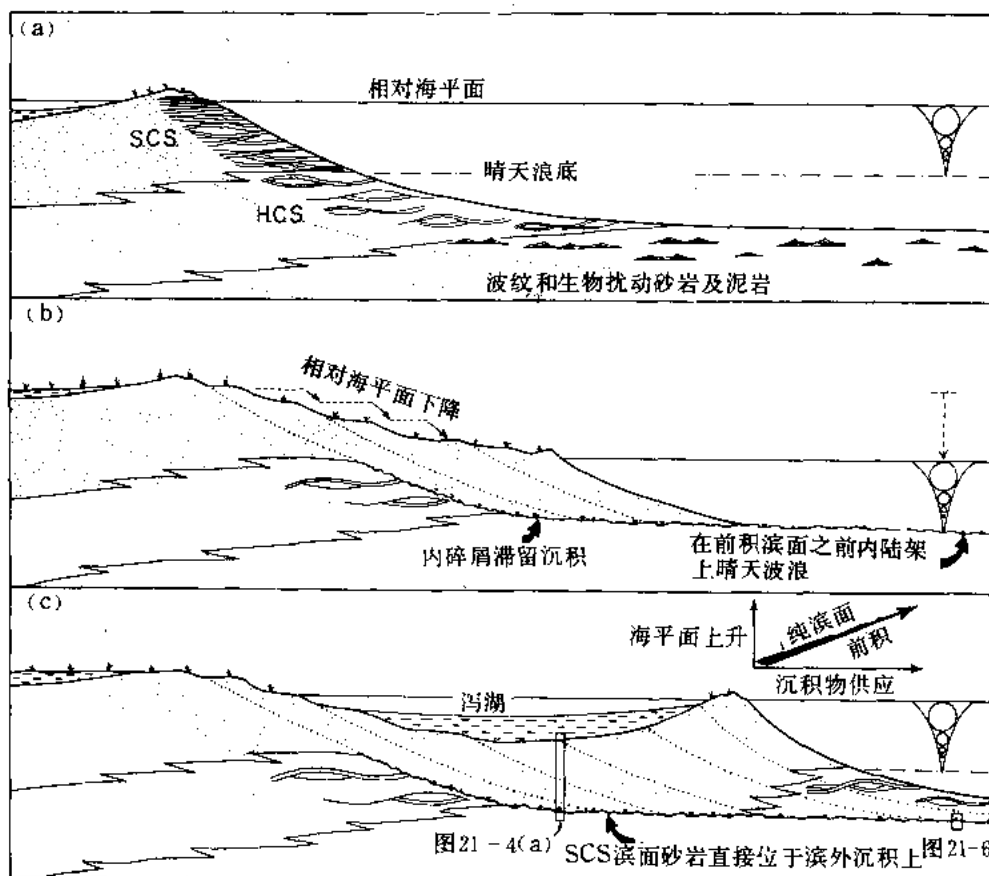 (a)
相对海平面
S.C.S.
晴天浪底
H.C.S.
波纹和生物扰动砂岩及泥岩
(b)
相对海平面下降
内碎屑滞留沉积
在前积滨面之前内陆架
上晴天波浪
(c)
海平面上升
纯滨面
前积
沉积物供应
泻湖
图21-4(a)
SCS滨面砂岩直接位于滨外沉积上
图21-6